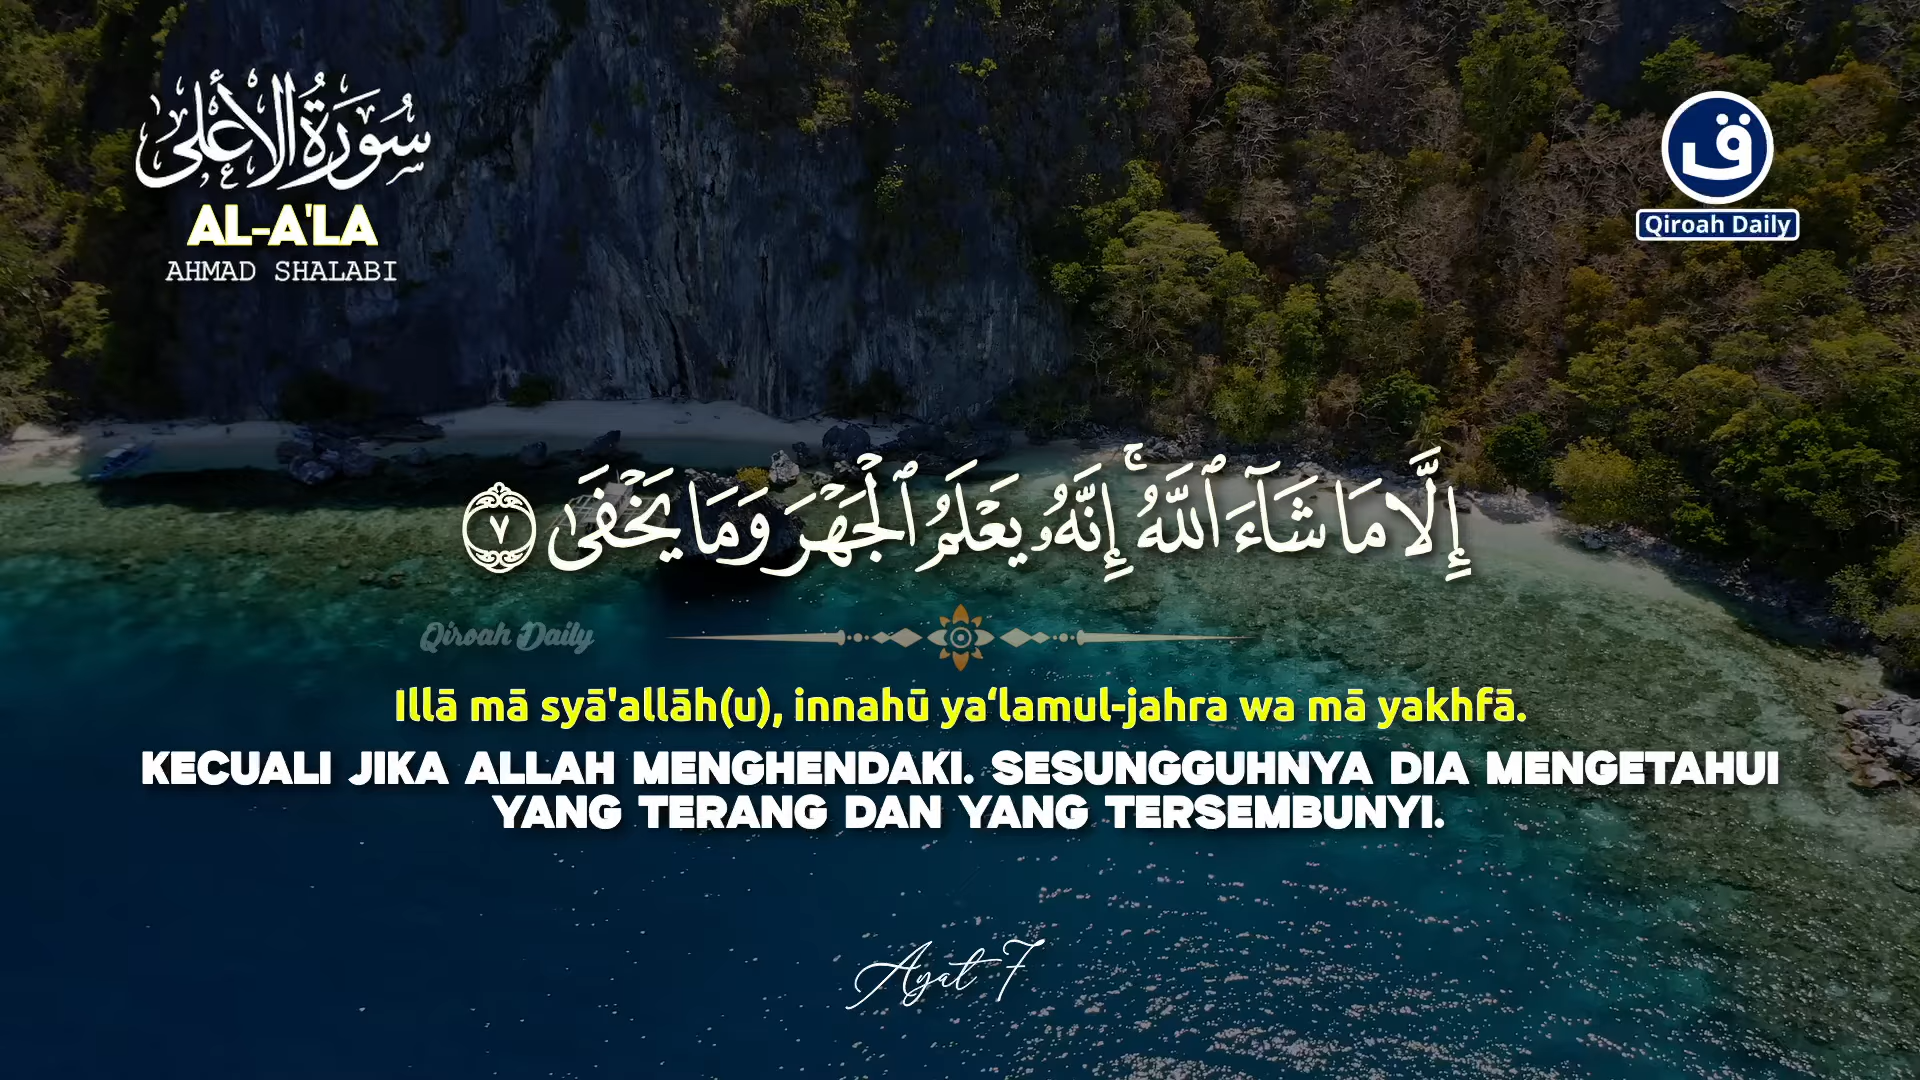 سُورَةُ الْأَعْلَى
AL-A'LA
AHMAD SHALABI
ق
Qiroah Daily
إِلَّا مَا شَآءَ ٱللَّهُ ۚ إِنَّهُۥ يَعْلَمُ ٱلْجَهْرَ وَمَا يَخْفَىٰ ٧
Qiroah Daily
Illā mā syā'allāh(u), innahū ya‘lamul-jahra wa mā yakhfā.
KECUALI JIKA ALLAH MENGHENDAKI. SESUNGGUHNYA DIA MENGETAHUI
YANG TERANG DAN YANG TERSEMBUNYI.
Ayat 7